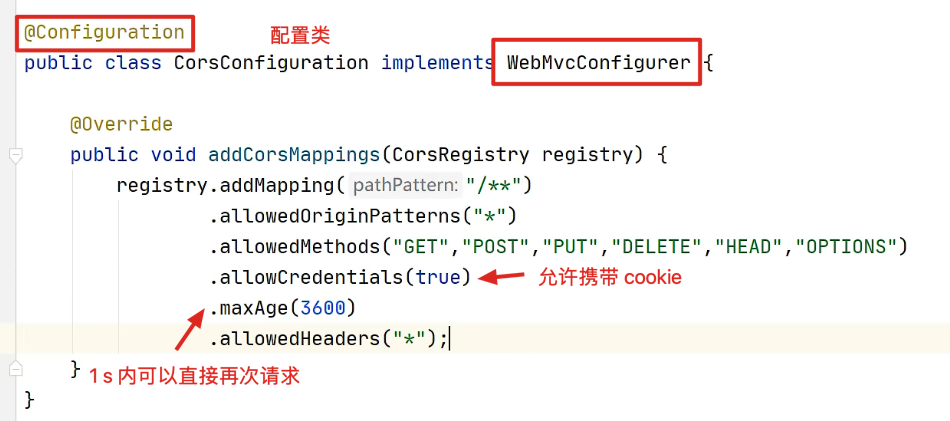 @Configuration 配置类
public class CorsConfiguration implements WebMvcConfigurer {
@Override
public void addCorsMappings(CorsRegistry registry) {
registry.addMapping( pathPattern: "/**")
.allowedOriginPatterns("*")
.allowedMethods("GET","POST","PUT","DELETE","HEAD","OPTIONS")
.allowCredentials(true) 允许携带 cookie
.maxAge(3600)
.allowedHeaders("*");
} 1 s 内可以直接再次请求
}